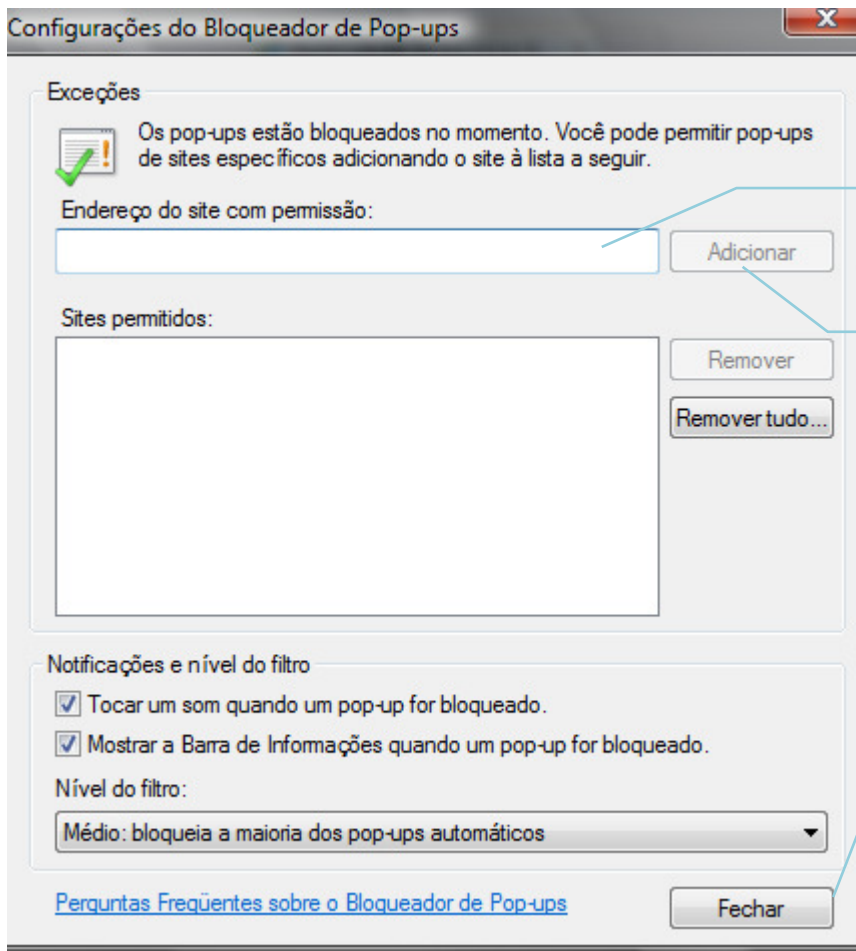 Configurações do Bloqueador de Pop-ups
Exceções
Os pop-ups estão bloqueados no momento. Você pode permitir pop-ups
de sites específicos adicionando o site à lista a seguir.
Endereço do site com permissão:
Adicionar
Sites permitidos:
Remover
Remover tudo...
Notificações e nível do filtro
Tocar um som quando um pop-up for bloqueado.
Mostrar a Barra de Informações quando um pop-up for bloqueado.
Nível do filtro:
Médio: bloqueia a maioria dos pop-ups automáticos
Perguntas Freqüentes sobre o Bloqueador de Pop-ups
Fechar